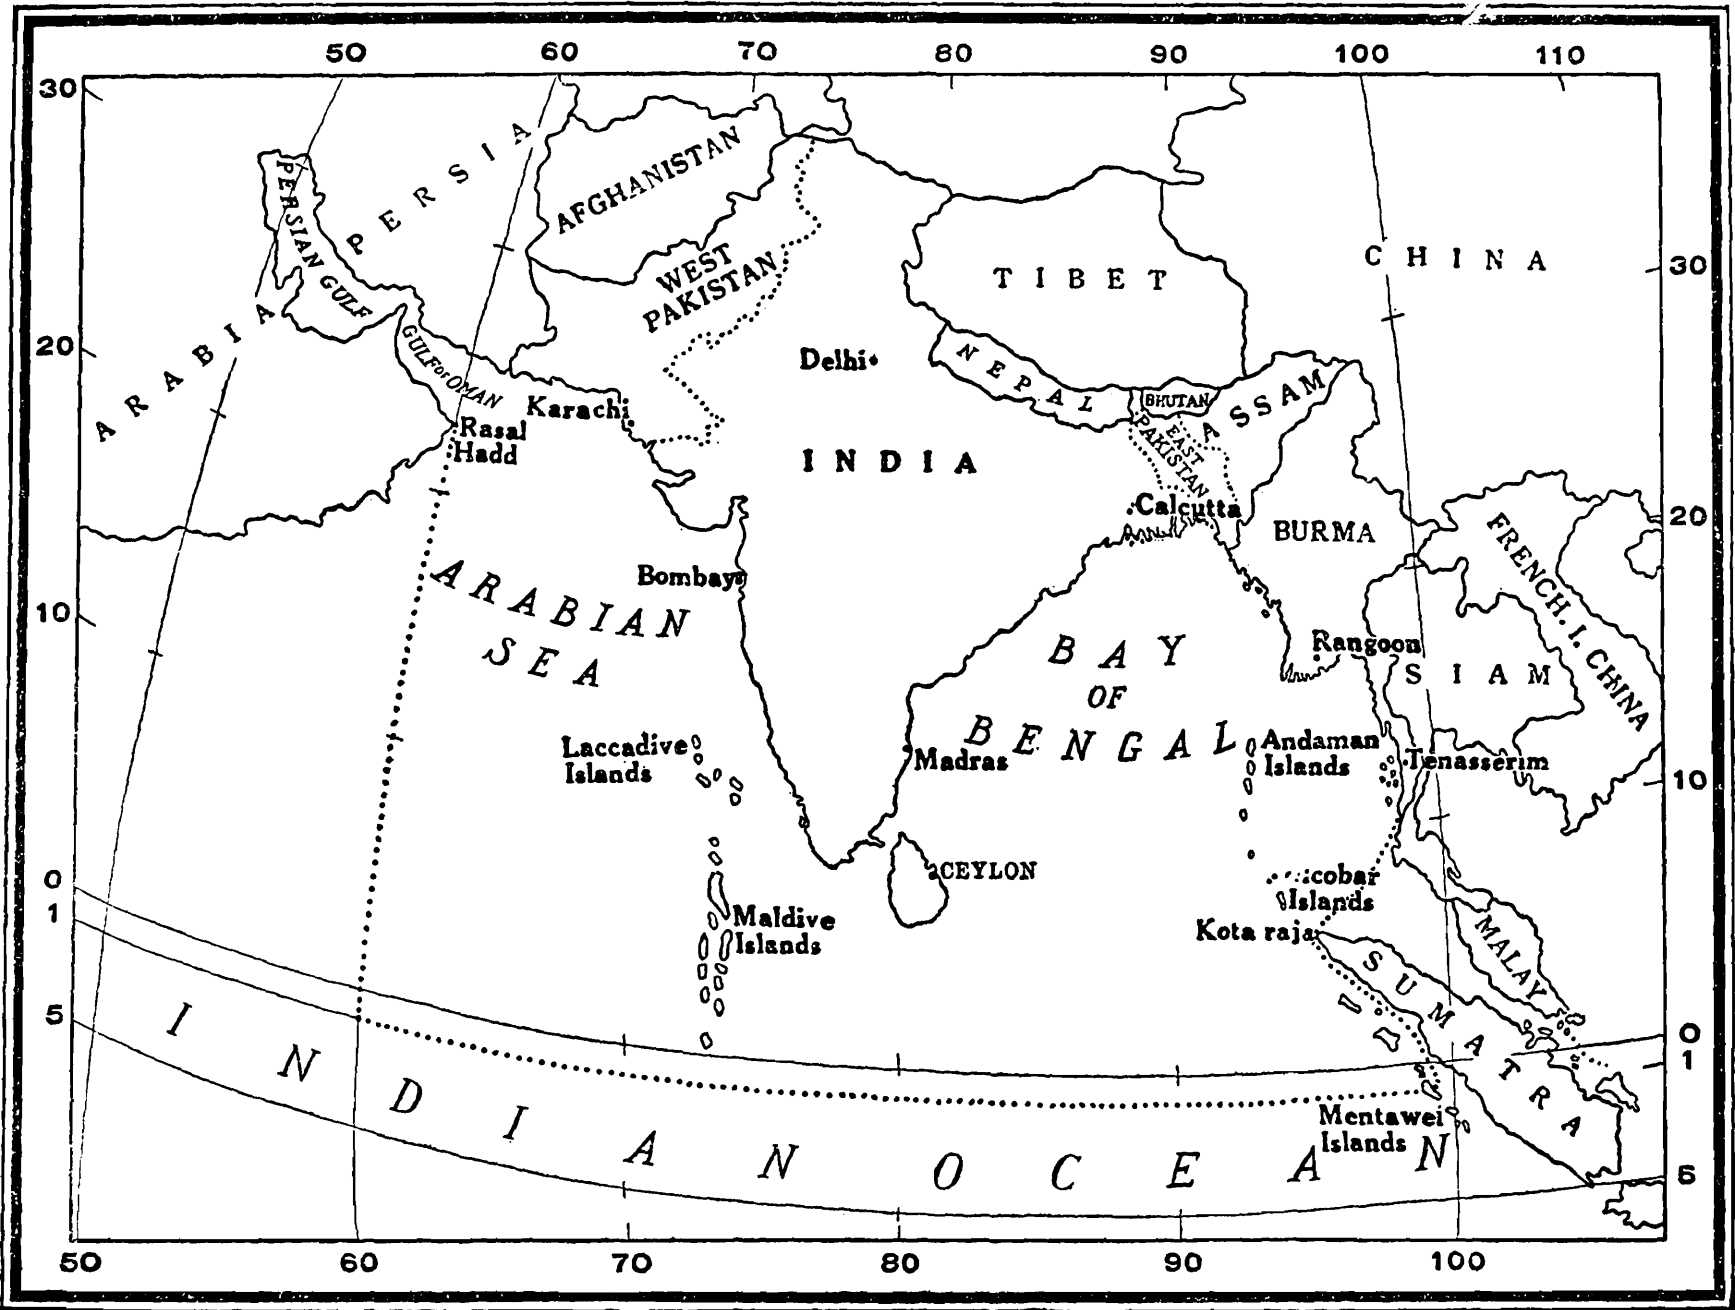 50 60 70 80 90 100 110
30
PERSIA
AFGHANISTAN
PERSIAN GULF
WEST
PAKISTAN
TIBET
CHINA
30
ARABIA
20
GULF OF OMAN
Delhi
NEPAL
BHUTAN
ASSAM
Karachi
Rasal
Hadd
EAST
PAKISTAN
INDIA
Calcutta
20
BURMA
FRENCH. I. CHINA
ARABIAN
SEA
Bombay
10
BAY
OF
BENGAL
Rangoon
SIAM
Laccadive
Islands
Madras
Andaman
Islands
Tenasserim
10
0
1
CEYLON
icobar
Islands
Maldive
Islands
Kota raja
MALAY
SUMATRA
5
0
1
INDIAN OCEAN
Mentawei
Islands
5
50 60 70 80 90 100